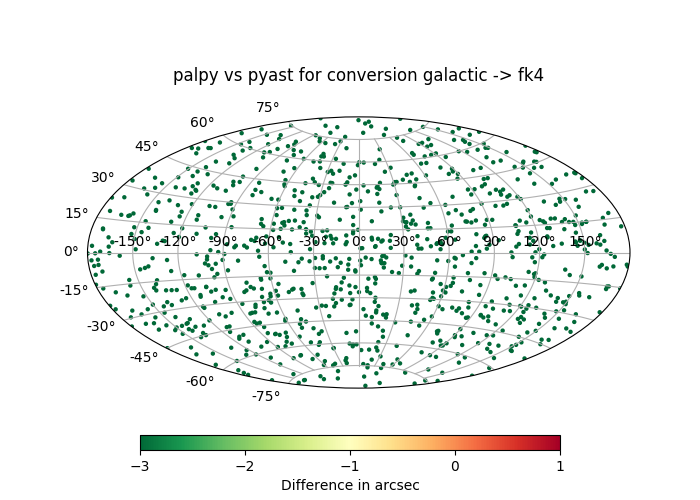 palpy vs pyast for conversion galactic -> fk4
75°
60°
45°
30°
15°
0°
-150° -120° -90° -60° -30° 0° 30° 60° 90° 120° 150°
-15°
-30°
-45°
-60°
-75°
−3 −2 −1 0 1
Difference in arcsec